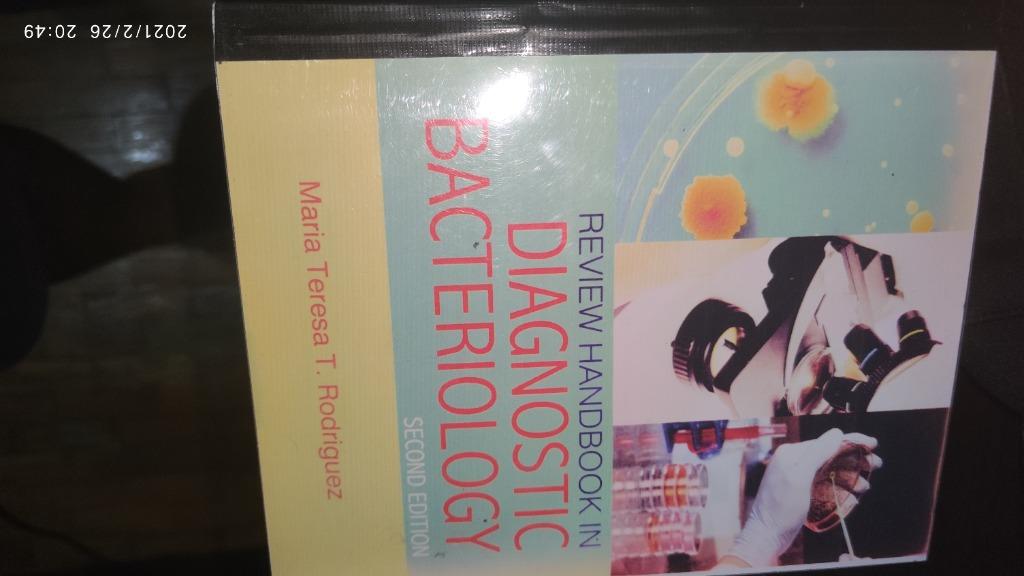 REVIEW HANDBOOK IN
DIAGNOSTIC
BACTERIOLOGY
SECOND EDITION
Maria Teresa T. Rodriguez
2021/2/26 20:49